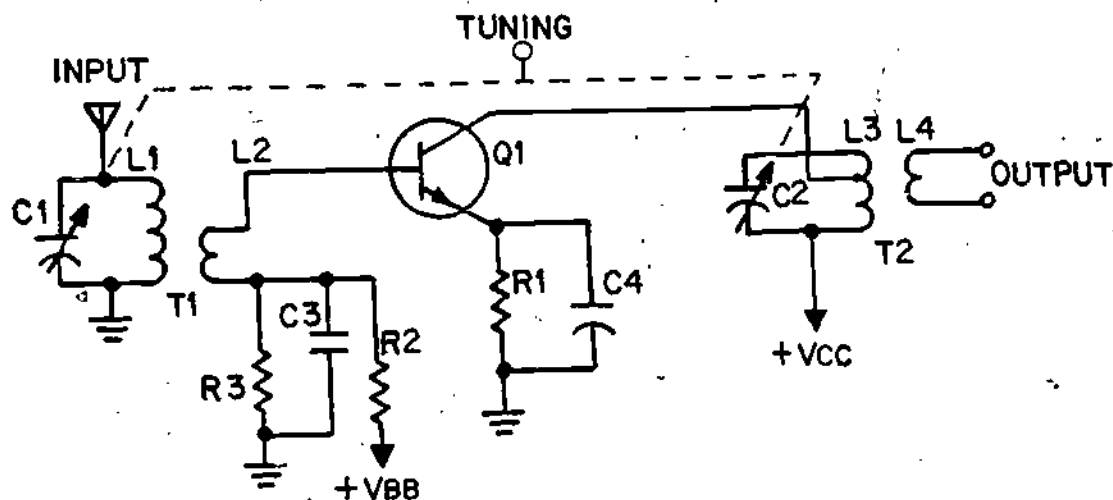 TUNING
INPUT
L1
L2
Q1
L3 L4
C1
C2
OUTPUT
T1
C3
R2
R1
C4
T2
R3
+VCC
+VBB